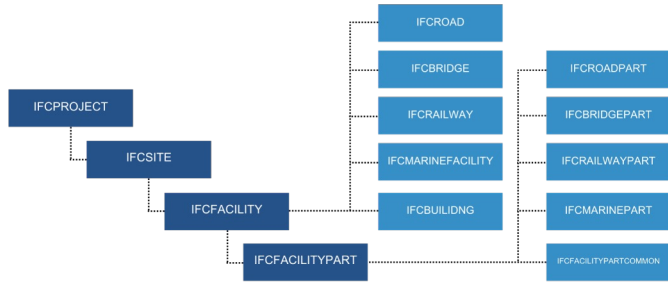 IFCROAD
IFCBRIDGE
IFCROADPART
IFCPROJECT
IFCRAILWAY
IFCBRIDGEPART
IFCSITE
IFCMARINEFACILITY
IFCRAILWAYPART
IFCFACILITY
IFCBUILIDNG
IFCMARINEPART
IFCFACILITYPART
IFCFACILITYPARTCOMMON